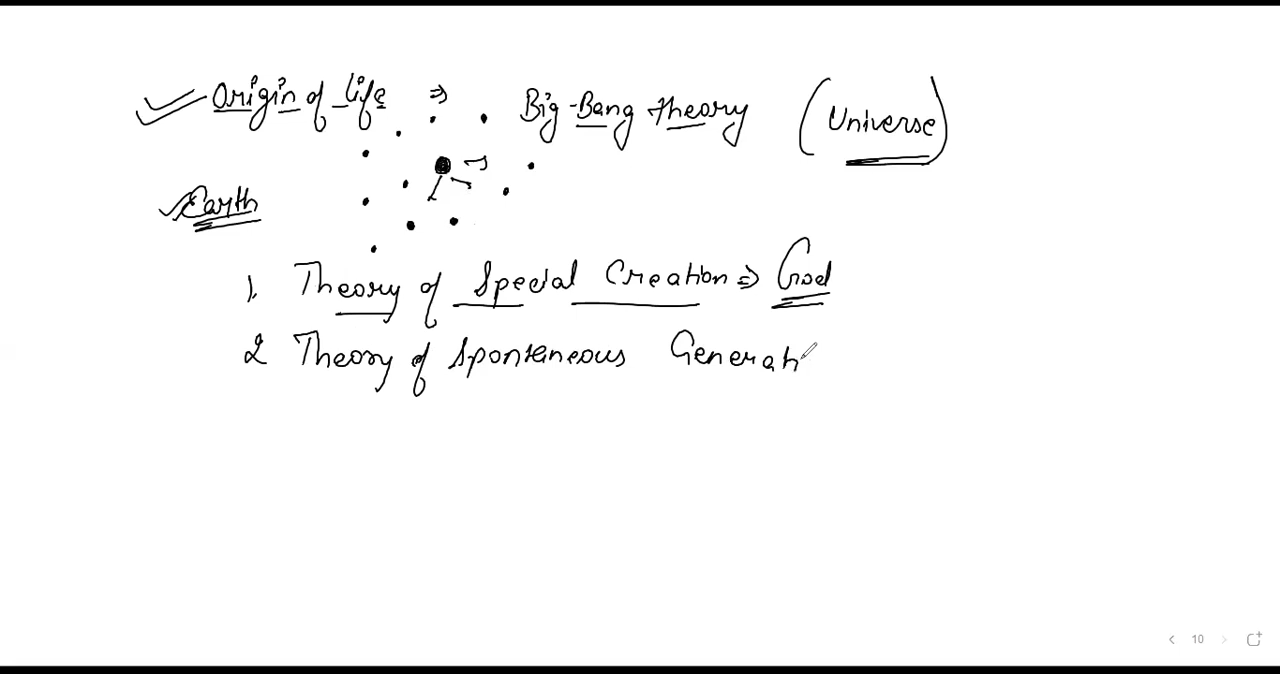 Origin of Life ⇒ Big-Bang theory (Universe)
Earth
1. Theory of Special Creation ⇒ God
2 Theory of Spontaneous Generati
10